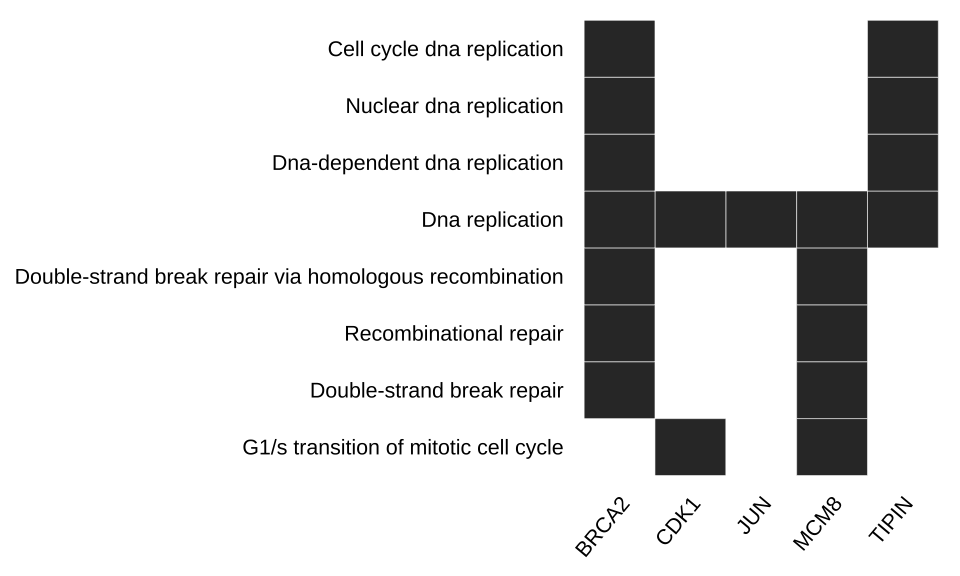 Cell cycle dna replication
Nuclear dna replication
Dna-dependent dna replication
Dna replication
Double-strand break repair via homologous recombination
Recombinational repair
Double-strand break repair
G1/s transition of mitotic cell cycle
BRCA2
CDK1
JUN
MCM8
TIPIN